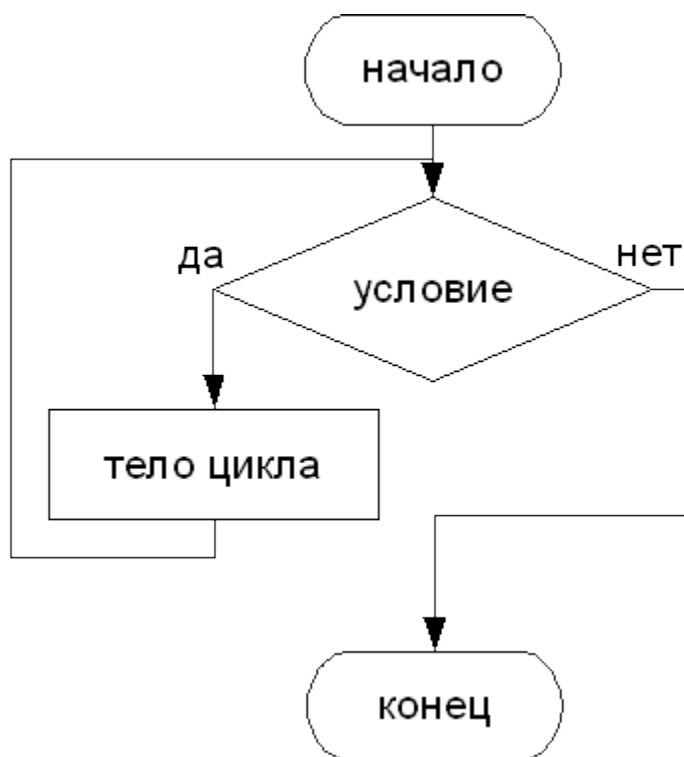 начало
да
нет
условие
тело цикла
конец